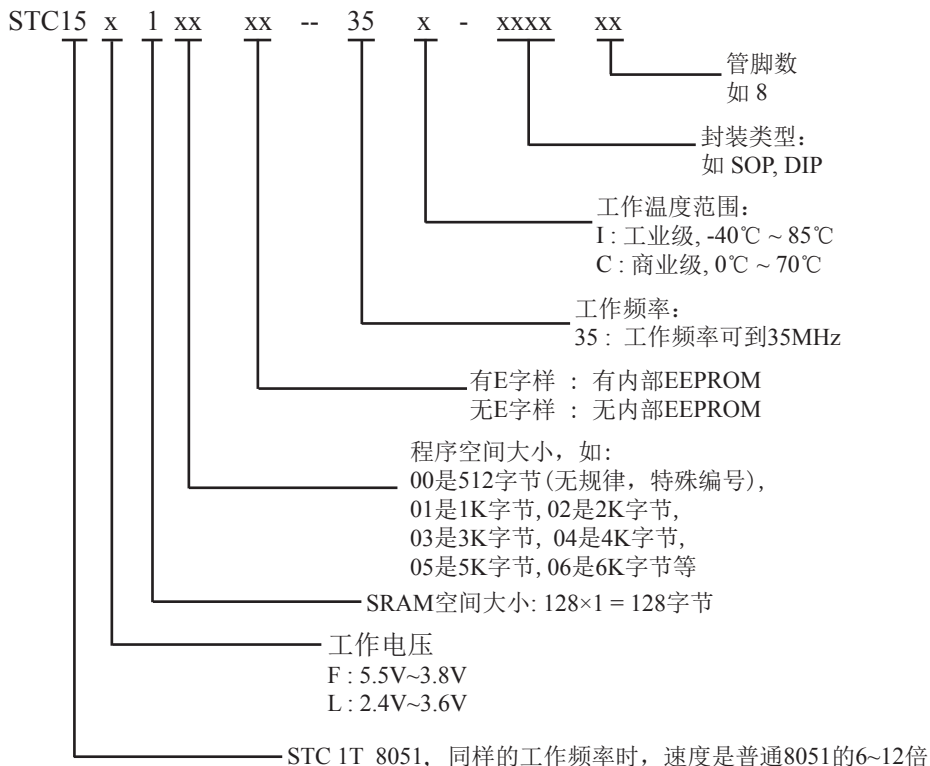 STC15 x 1 xx xx -- 35 x - xxxx xx
管脚数
如 8
封装类型：
如 SOP, DIP
工作温度范围：
I : 工业级, -40℃ ~ 85℃
C : 商业级, 0℃ ~ 70℃
工作频率：
35 : 工作频率可到35MHz
有E字样 : 有内部EEPROM
无E字样 : 无内部EEPROM
程序空间大小，如:
00是512字节(无规律，特殊编号),
01是1K字节, 02是2K字节,
03是3K字节, 04是4K字节,
05是5K字节, 06是6K字节等
SRAM空间大小: 128×1 = 128字节
工作电压
F : 5.5V~3.8V
L : 2.4V~3.6V
STC 1T 8051, 同样的工作频率时，速度是普通8051的6~12倍